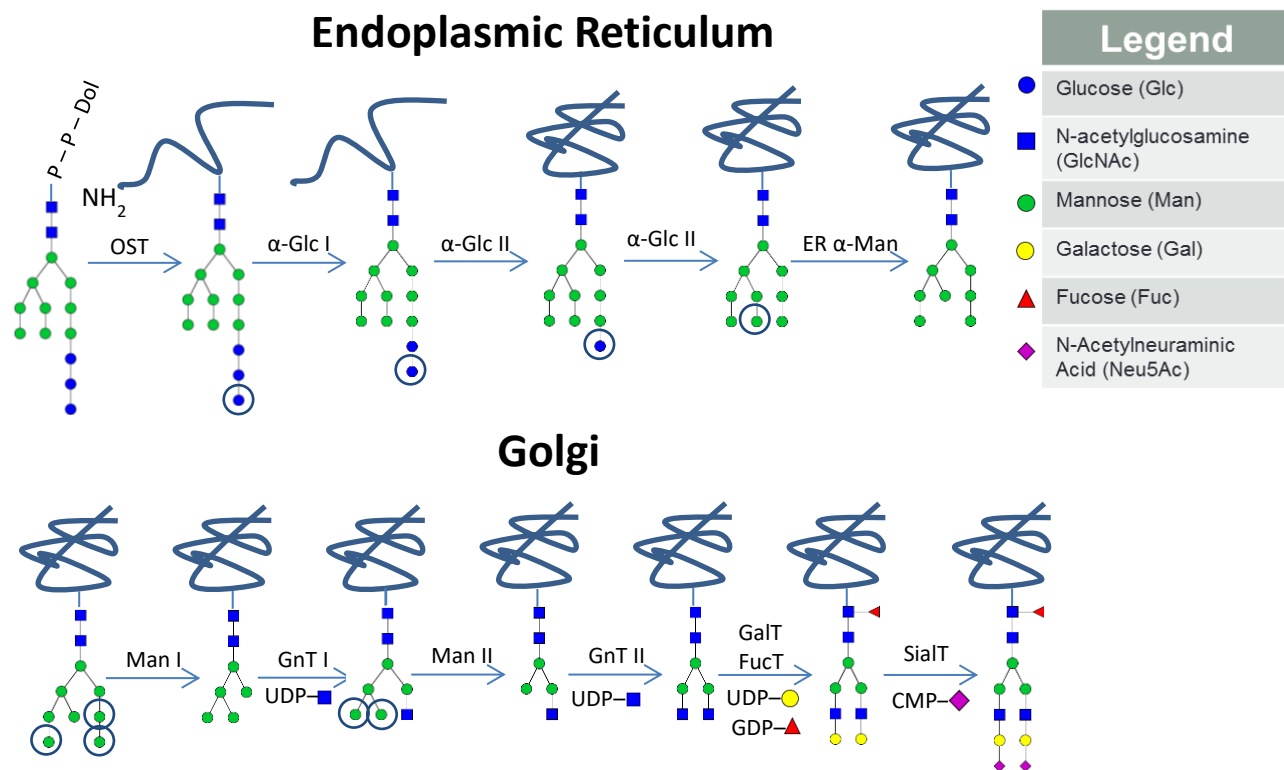 Endoplasmic Reticulum
Legend
Glucose (Glc)
N-acetylglucosamine
(GlcNAc)
Mannose (Man)
Galactose (Gal)
Fucose (Fuc)
N-Acetylneuraminic
Acid (Neu5Ac)
P – P – Dol
NH2
OST
α-Glc I
α-Glc II
α-Glc II
ER α-Man
Golgi
Man I
GnT I
UDP–
Man II
GnT II
UDP–
GalT
FucT
UDP–
GDP–
SialT
CMP–